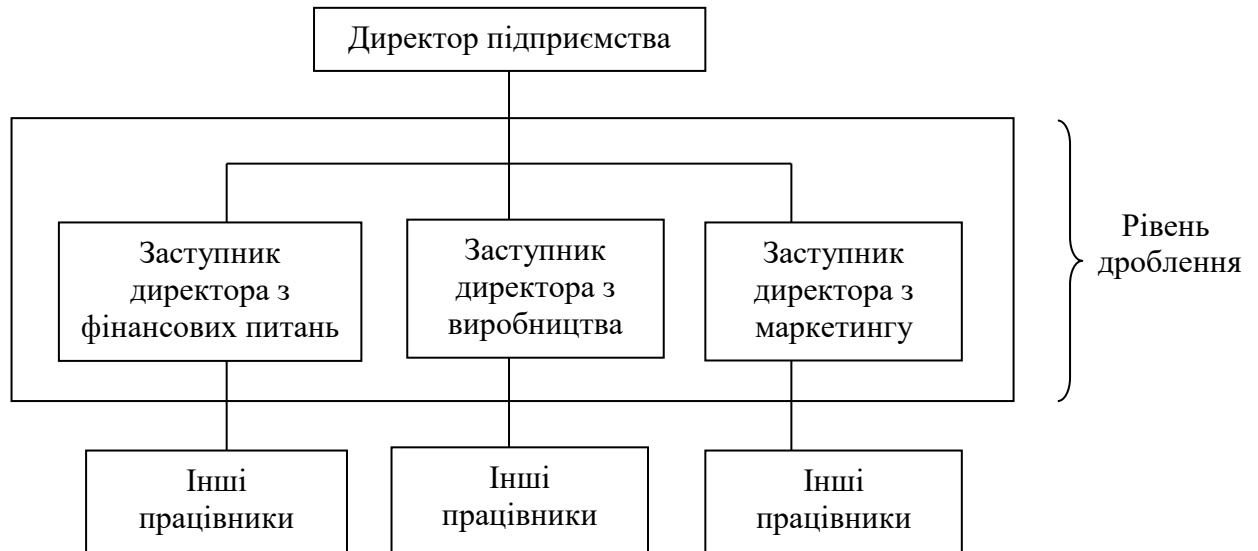 Директор підприємства
Заступник
директора з
фінансових питань
Заступник
директора з
виробництва
Заступник
директора з
маркетингу
Рівень
дроблення
Інші
працівники
Інші
працівники
Інші
працівники